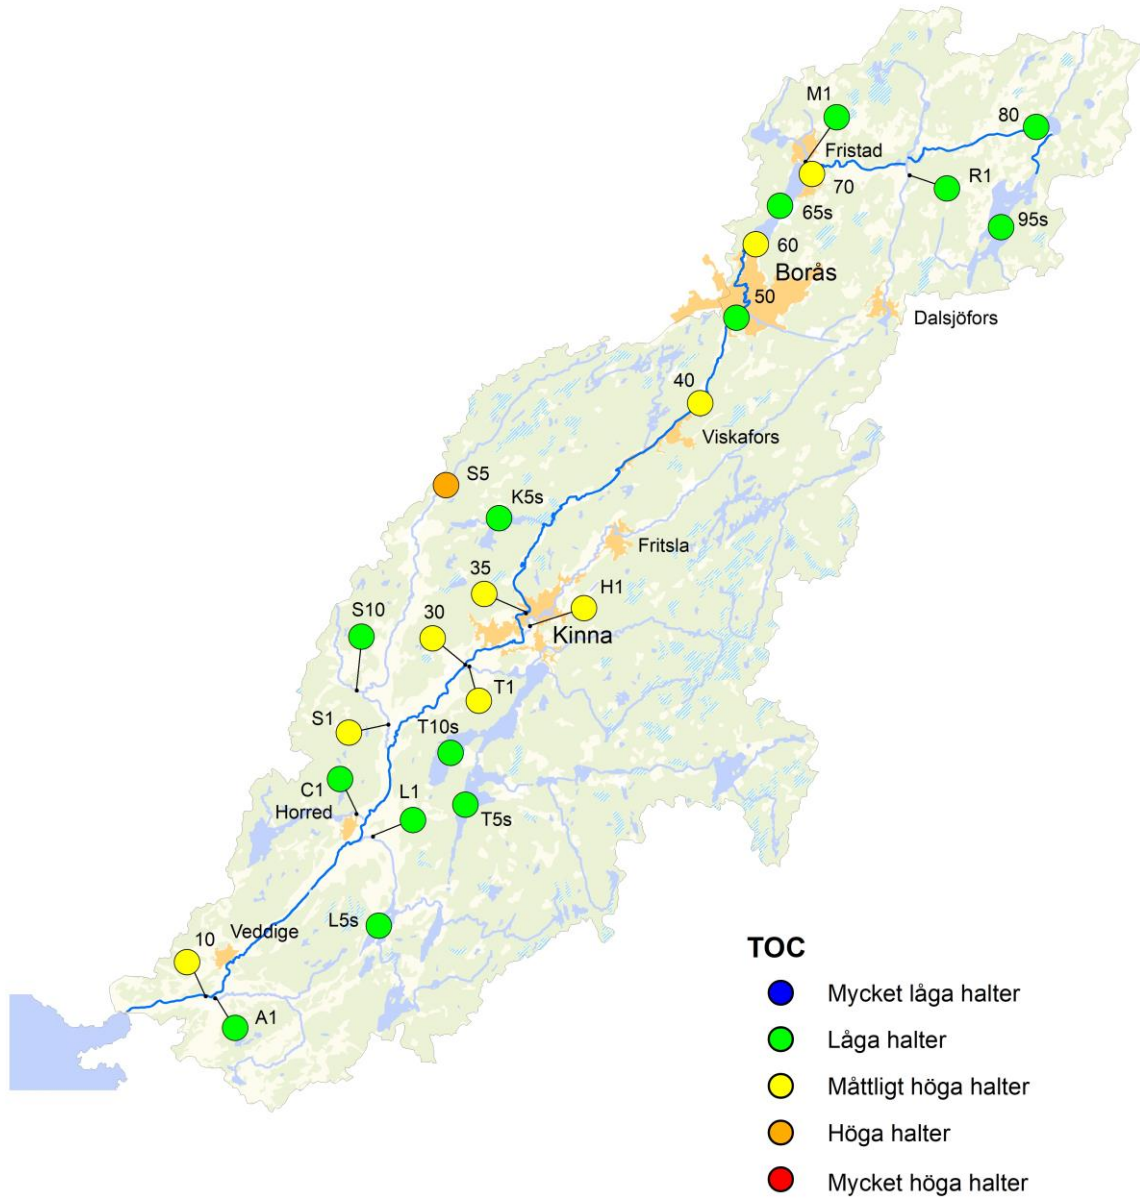 M1
80
Fristad
70
R1
65s
95s
60
Borås
50
Dalsjöfors
40
Viskafors
S5
K5s
Fritsla
35
H1
S10
30
Kinna
T1
S1
T10s
C1
L1
Horred
T5s
L5s
Veddige
10
A1
TOC
Mycket låga halter
Låga halter
Måttligt höga halter
Höga halter
Mycket höga halter